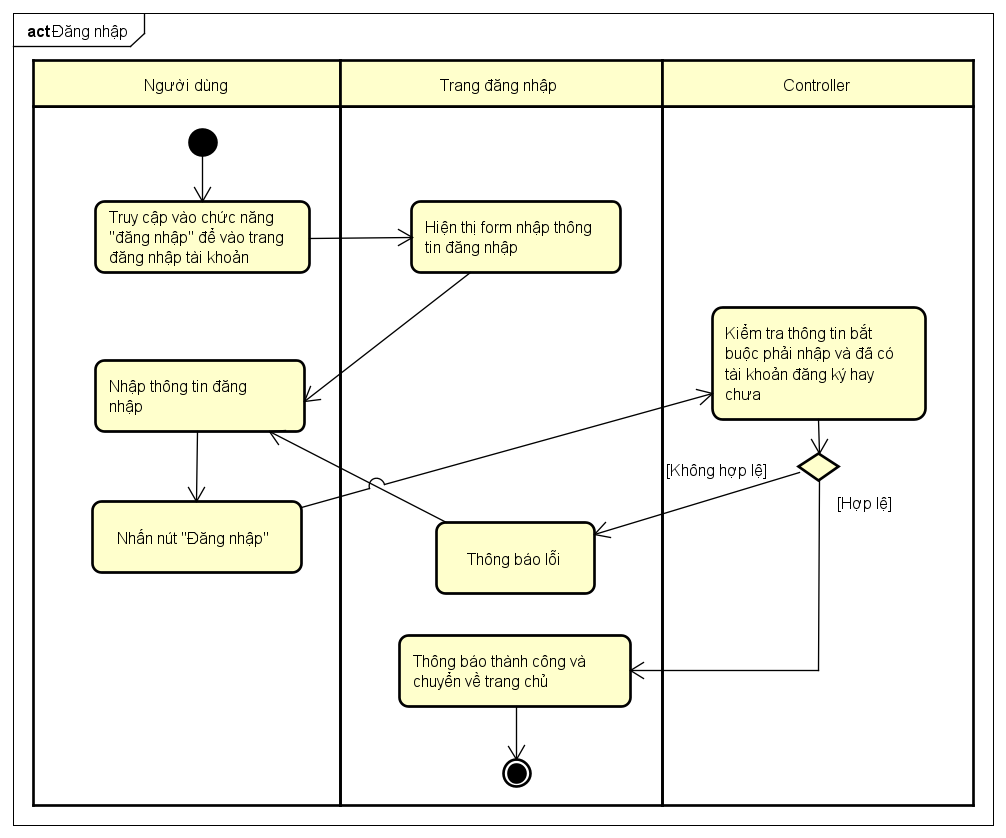 act Đăng nhập
Người dùng
Trang đăng nhập
Controller
Truy cập vào chức năng
"đăng nhập" để vào trang
đăng nhập tài khoản
Hiện thị form nhập thông
tin đăng nhập
Kiểm tra thông tin bắt
buộc phải nhập và đã có
tài khoản đăng ký hay
chưa
Nhập thông tin đăng
nhập
[Không hợp lệ]
[Hợp lệ]
Nhấn nút "Đăng nhập"
Thông báo lỗi
Thông báo thành công và
chuyển về trang chủ